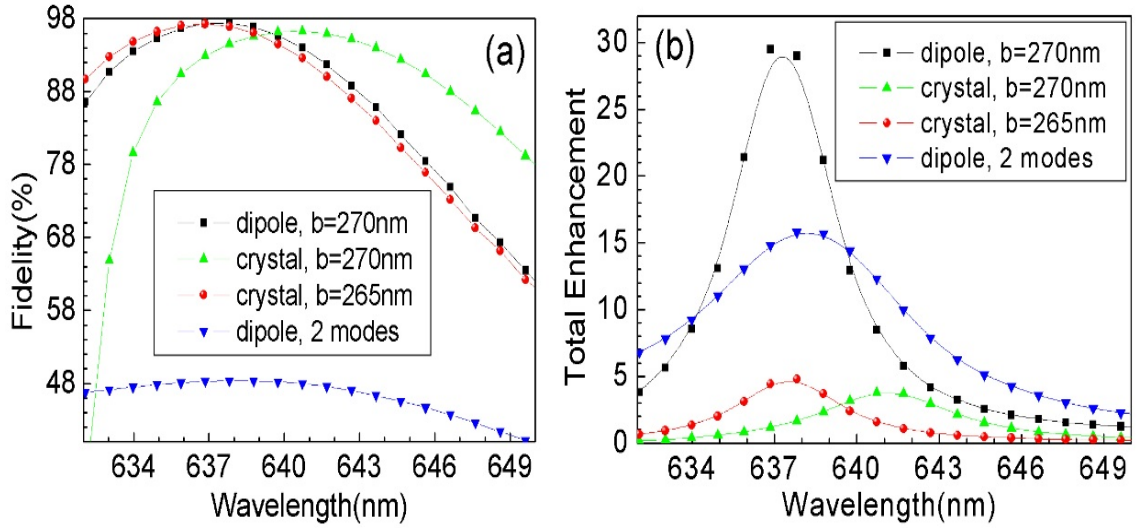 98
88
78
68
58
48
Fidelity(%)
(a)
dipole, b=270nm
crystal, b=270nm
crystal, b=265nm
dipole, 2 modes
634 637 640 643 646 649
Wavelength(nm)
30
25
20
15
10
5
0
Total Enhancement
(b)
dipole, b=270nm
crystal, b=270nm
crystal, b=265nm
dipole, 2 modes
634 637 640 643 646 649
Wavelength(nm)